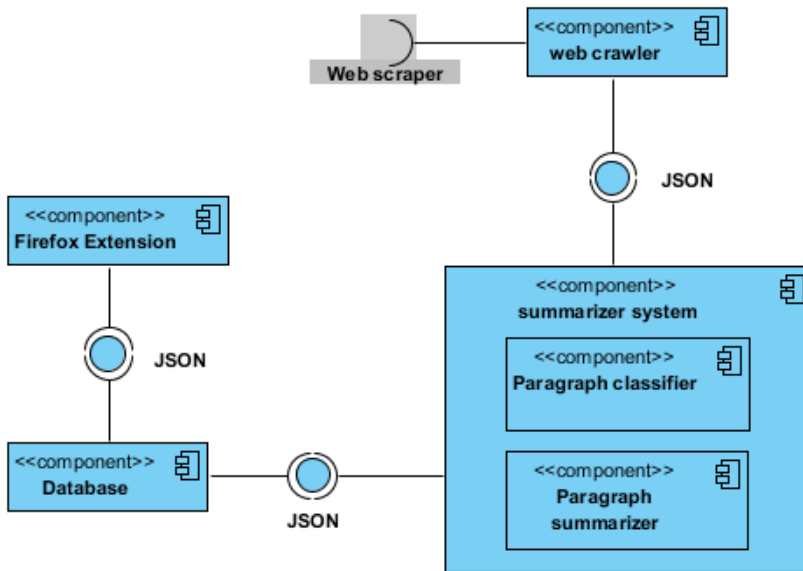 <<component>>
web crawler
Web scraper
JSON
<<component>>
Firefox Extension
JSON
<<component>>
summarizer system
<<component>>
Paragraph classifier
<<component>>
Database
JSON
<<component>>
Paragraph
summarizer